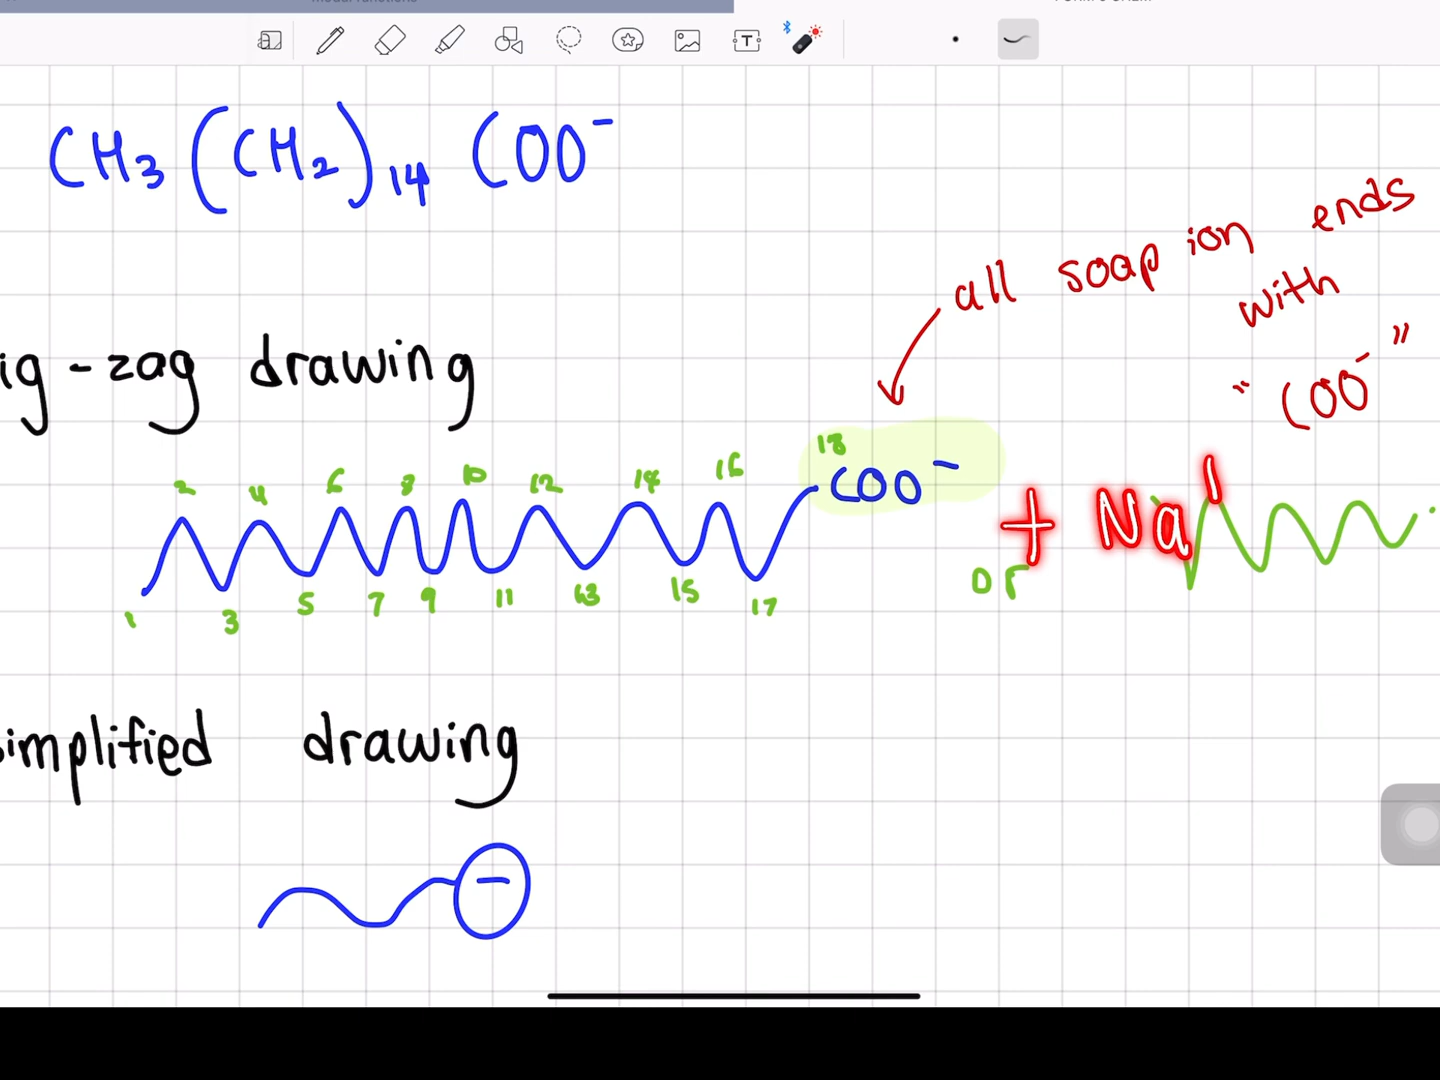 CH₃(CH₂)₁₄COO⁻
all soap ion ends
with
"COO⁻"
ig-zag drawing
2 4 6 8 10 12 14 16 18
COO⁻
+ Na
1 3 5 7 9 11 13 15 17
or
simplified drawing
−